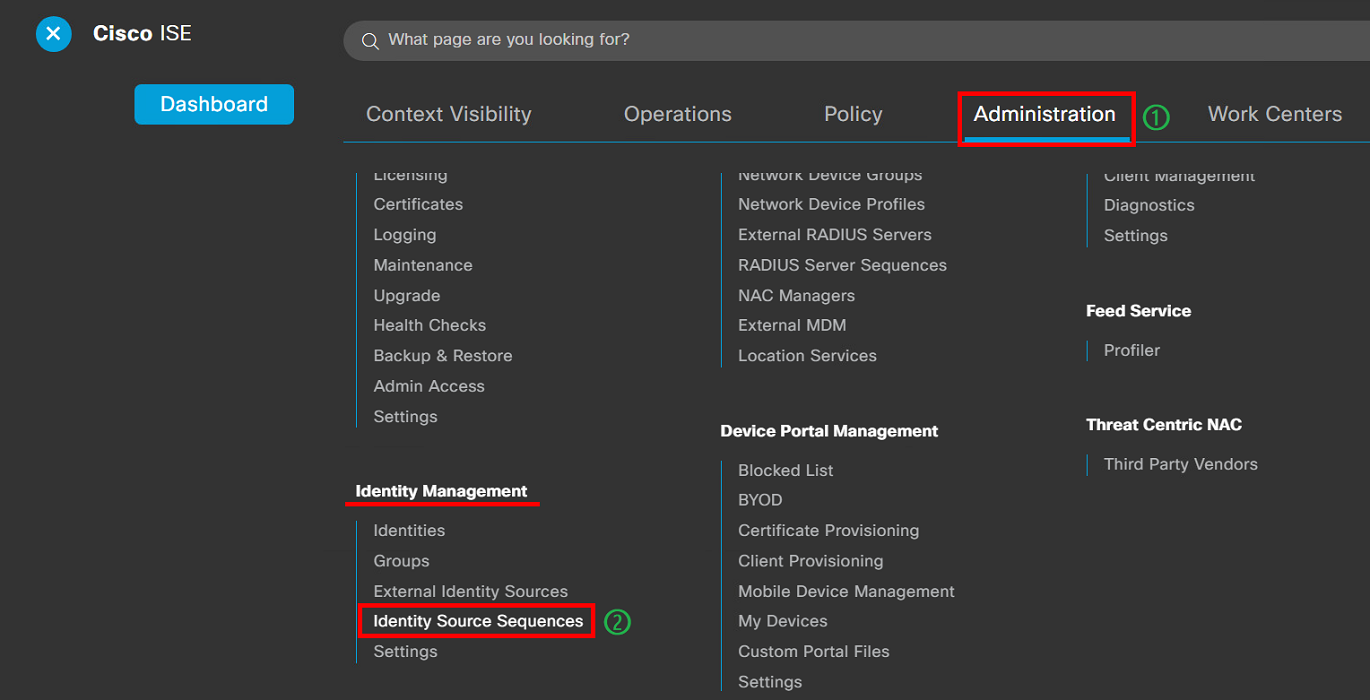 Cisco ISE
What page are you looking for?
Dashboard
Context Visibility
Operations
Policy
Administration
①
Work Centers
Licensing
Certificates
Logging
Maintenance
Upgrade
Health Checks
Backup & Restore
Admin Access
Settings
Identity Management
Identities
Groups
External Identity Sources
Identity Source Sequences
②
Settings
Network Device Groups
Network Device Profiles
External RADIUS Servers
RADIUS Server Sequences
NAC Managers
External MDM
Location Services
Device Portal Management
Blocked List
BYOD
Certificate Provisioning
Client Provisioning
Mobile Device Management
My Devices
Custom Portal Files
Settings
Client Management
Diagnostics
Settings
Feed Service
Profiler
Threat Centric NAC
Third Party Vendors